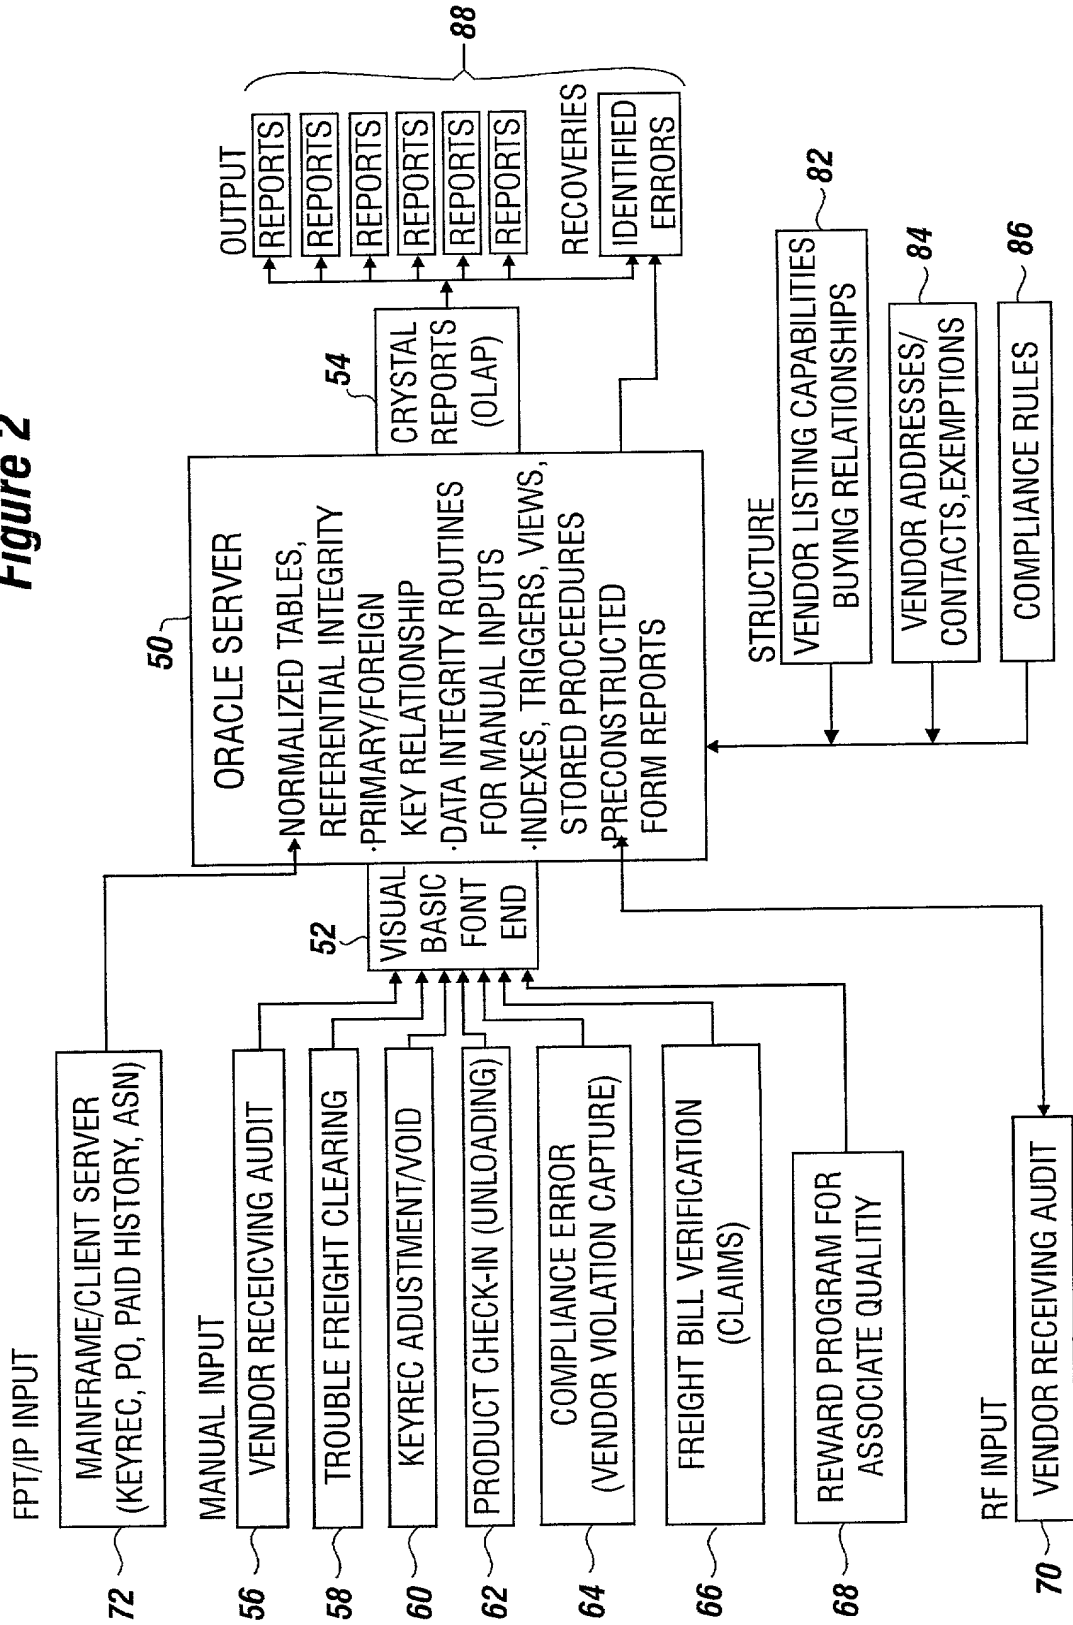 Figure 2
FPT/IP INPUT
MAINFRAME/CLIENT SERVER
(KEYREC, PO, PAID HISTORY, ASN)
72
MANUAL INPUT
VENDOR RECEICVING AUDIT
56
TROUBLE FREIGHT CLEARING
58
KEYREC ADUSTMENT/VOID
60
PRODUCT CHECK-IN (UNLOADING)
62
COMPLIANCE ERROR
(VENDOR VIOLATION CAPTURE)
64
FREIGHT BILL VERIFICATION
(CLAIMS)
66
REWARD PROGRAM FOR
ASSOCIATE QUALITIY
68
RF INPUT
VENDOR RECEIVING AUDIT
70
52
VISUAL
BASIC
FONT
END
50
ORACLE SERVER
·NORMALIZED TABLES,
REFERENTIAL INTEGRITY
·PRIMARY/FOREIGN
KEY RELATIONSHIP
·DATA INTEGRITY ROUTINES
FOR MANUAL INPUTS
·INDEXES, TRIGGERS, VIEWS,
STORED PROCEDURES
·PRECONSTRUCTED
FORM REPORTS
54
CRYSTAL
REPORTS
(OLAP)
OUTPUT
REPORTS
REPORTS
REPORTS
REPORTS
REPORTS
REPORTS
RECOVERIES
IDENTIFIED
ERRORS
88
STRUCTURE
VENDOR LISTING CAPABILITIES
BUYING RELATIONSHIPS
82
VENDOR ADDRESSES/
CONTACTS,EXEMPTIONS
84
COMPLIANCE RULES
86